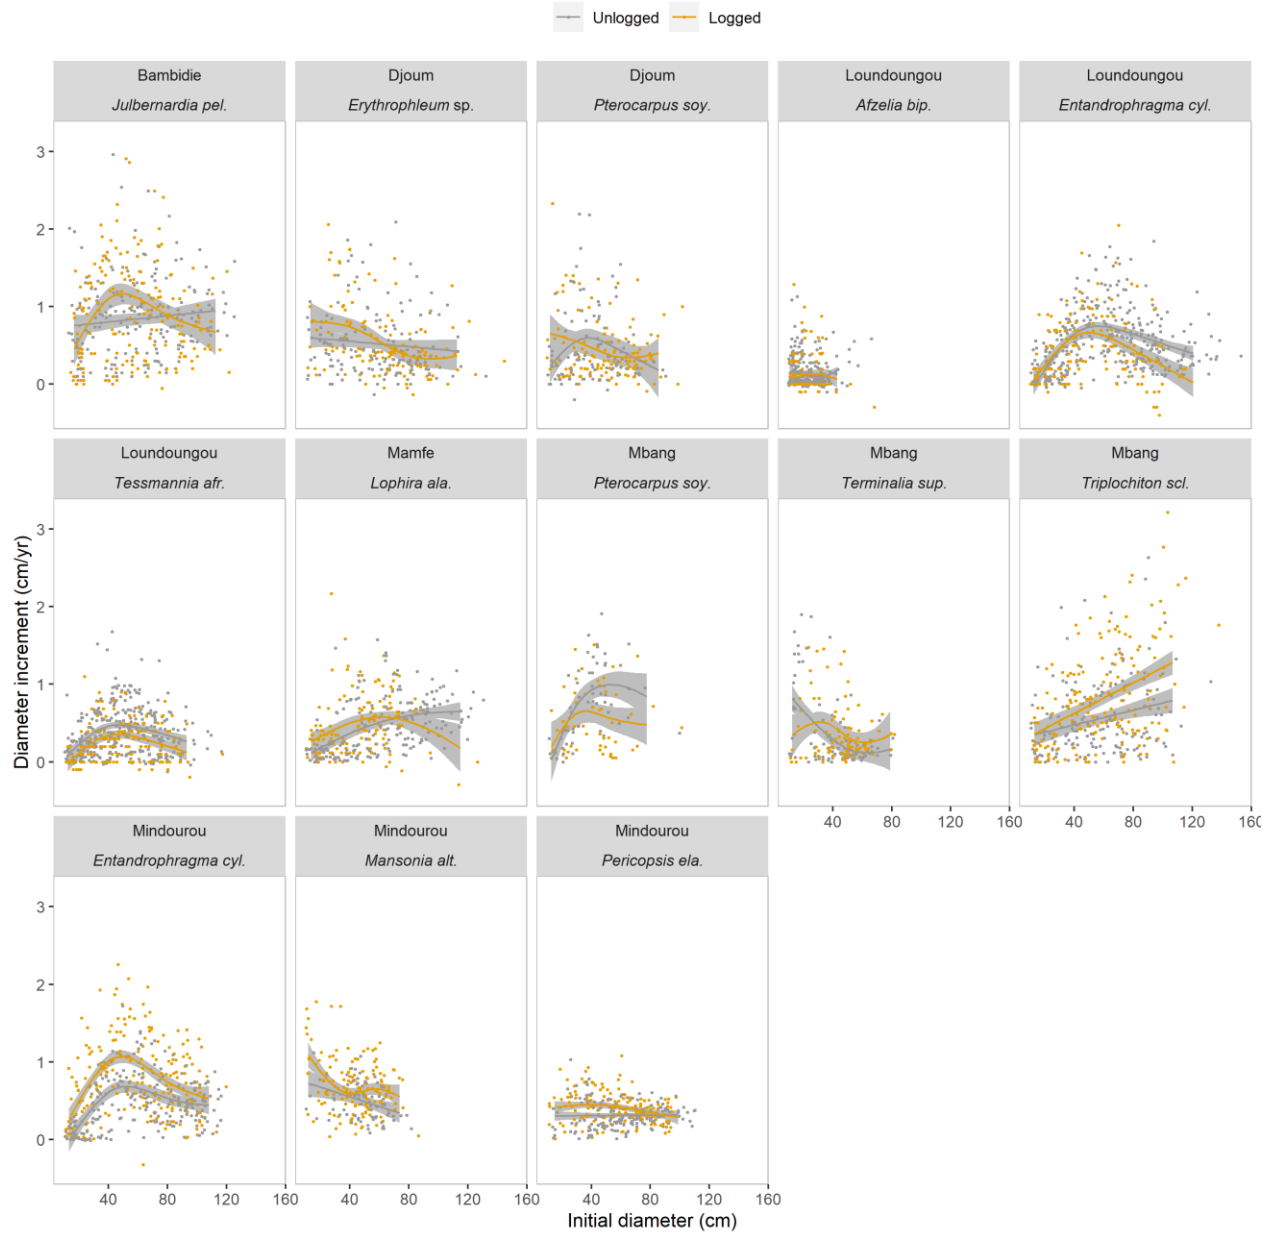 Unlogged Logged
Bambidie Djoum Djoum Loundoungou Loundoungou
Julbernardia pel. Erythrophleum sp. Pterocarpus soy. Afzelia bip. Entandrophragma cyl.
3
2
1
0
Loundoungou Mamfe Mbang Mbang Mbang
Tessmannia afr. Lophira ala. Pterocarpus soy. Terminalia sup. Triplochiton scl.
Diameter increment (cm/yr)
3
2
1
0
40 80 120 160 40 80 120 160
Mindourou Mindourou Mindourou
Entandrophragma cyl. Mansonia alt. Pericopsis ela.
3
2
1
0
40 80 120 160 40 80 120 160 40 80 120 160
Initial diameter (cm)